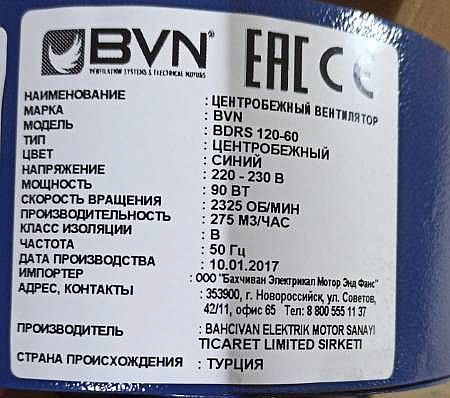 BVN®
VENTILATION SYSTEMS & ELECTRICAL MOTORS
EAC CE
НАИМЕНОВАНИЕ : ЦЕНТРОБЕЖНЫЙ ВЕНТИЛЯТОР
МАРКА : BVN
МОДЕЛЬ : BDRS 120-60
ТИП : ЦЕНТРОБЕЖНЫЙ
ЦВЕТ : СИНИЙ
НАПРЯЖЕНИЕ : 220 - 230 В
МОЩНОСТЬ : 90 ВТ
СКОРОСТЬ ВРАЩЕНИЯ : 2325 ОБ/МИН
ПРОИЗВОДИТЕЛЬНОСТЬ : 275 М3/ЧАС
КЛАСС ИЗОЛЯЦИИ : В
ЧАСТОТА : 50 Гц
ДАТА ПРОИЗВОДСТВА : 10.01.2017
ИМПОРТЕР : ООО "Бахчиван Электрикал Мотор Энд Фанс"
АДРЕС, КОНТАКТЫ : 353900, г. Новороссийск, ул. Советов,
42/11, офис 65 Тел: 8 800 555 11 37
ПРОИЗВОДИТЕЛЬ : BAHCIVAN ELEKTRIK MOTOR SANAYI
TICARET LIMITED SIRKETI
СТРАНА ПРОИСХОЖДЕНИЯ : ТУРЦИЯ